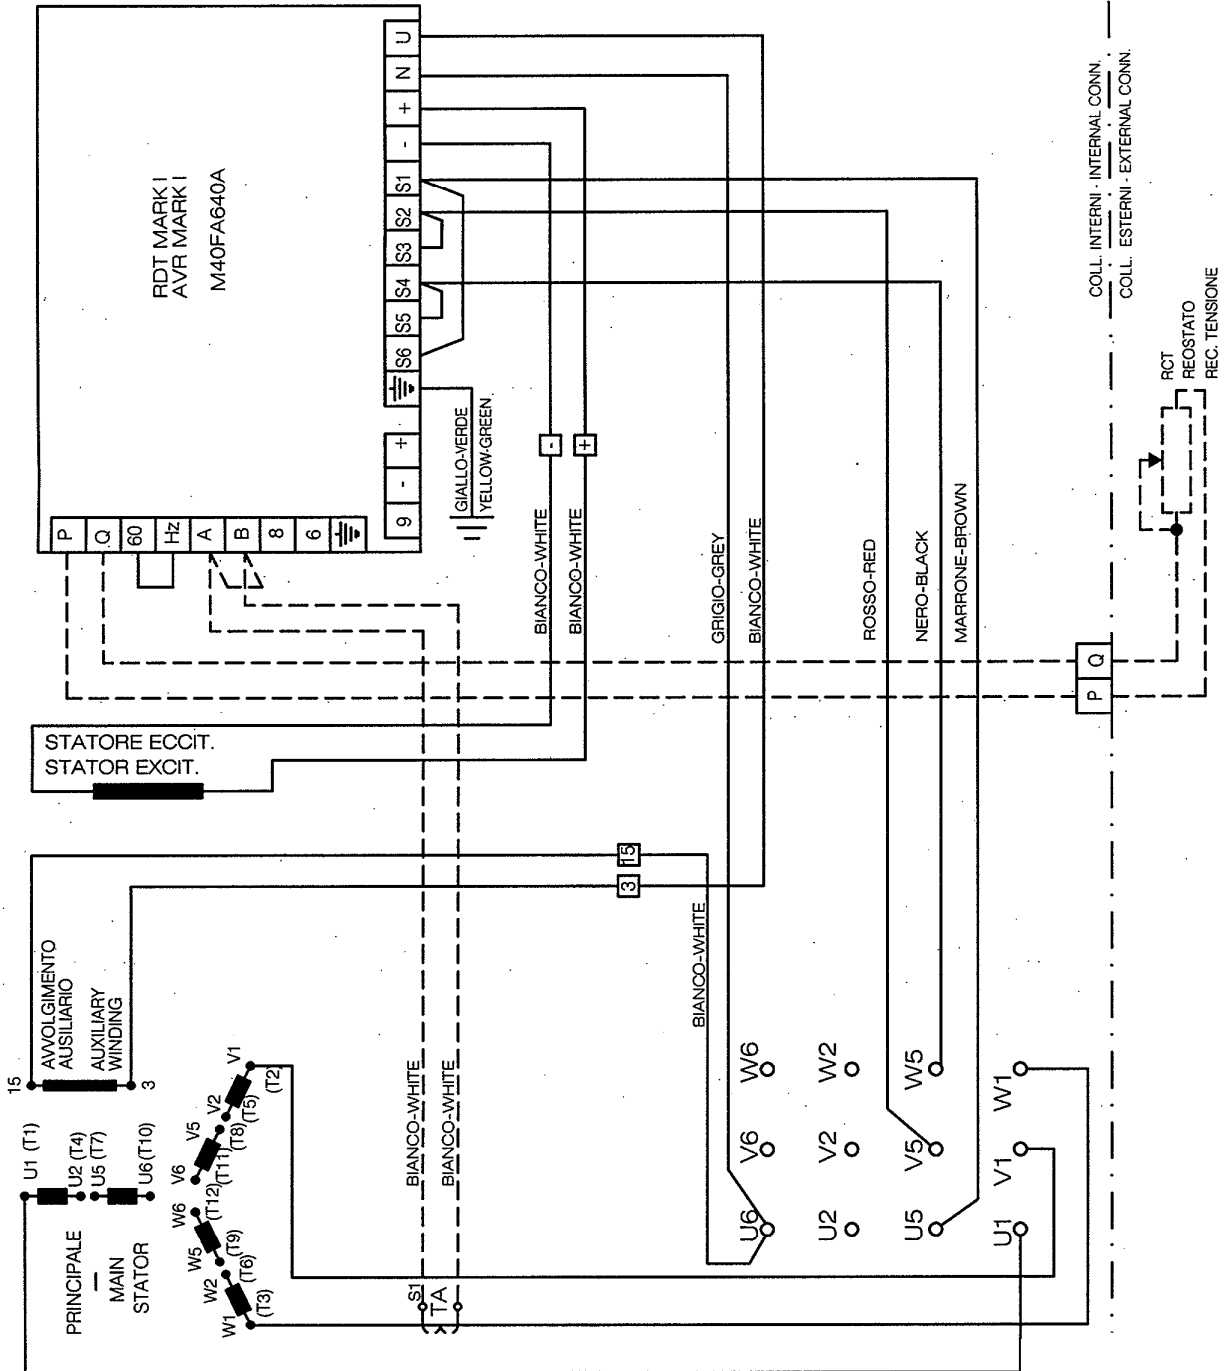 RDT MARK I
AVR MARK I
M40FA640A
U
N
+
-
S1
S2
S3
S4
S5
S6
+
-
9
P
Q
60
Hz
A
B
8
6
GIALLO-VERDE
YELLOW-GREEN
-
+
BIANCO-WHITE
BIANCO-WHITE
GRIGIO-GREY
BIANCO-WHITE
ROSSO-RED
NERO-BLACK
MARRONE-BROWN
COLL. INTERNI - INTERNAL CONN.
COLL. ESTERNI - EXTERNAL CONN.
RCT
REOSTATO
REC. TENSIONE
Q
P
STATORE ECCIT.
STATOR EXCIT.
15
3
BIANCO-WHITE
15
AVVOLGIMENTO
AUSILIARIO
AUXILIARY
WINDING
3
U1 (T1)
U2 (T4)
U5 (T7)
U6 (T10)
V1
(T2)
V2
(T5)
V5
(T8)
V6
(T11)
W6
(T12)
W5
(T9)
W2
(T6)
W1
(T3)
PRINCIPALE
MAIN
STATOR
BIANCO-WHITE
BIANCO-WHITE
S1
TA
W6
W2
W5
W1
V6
V2
V5
V1
U6
U2
U5
U1